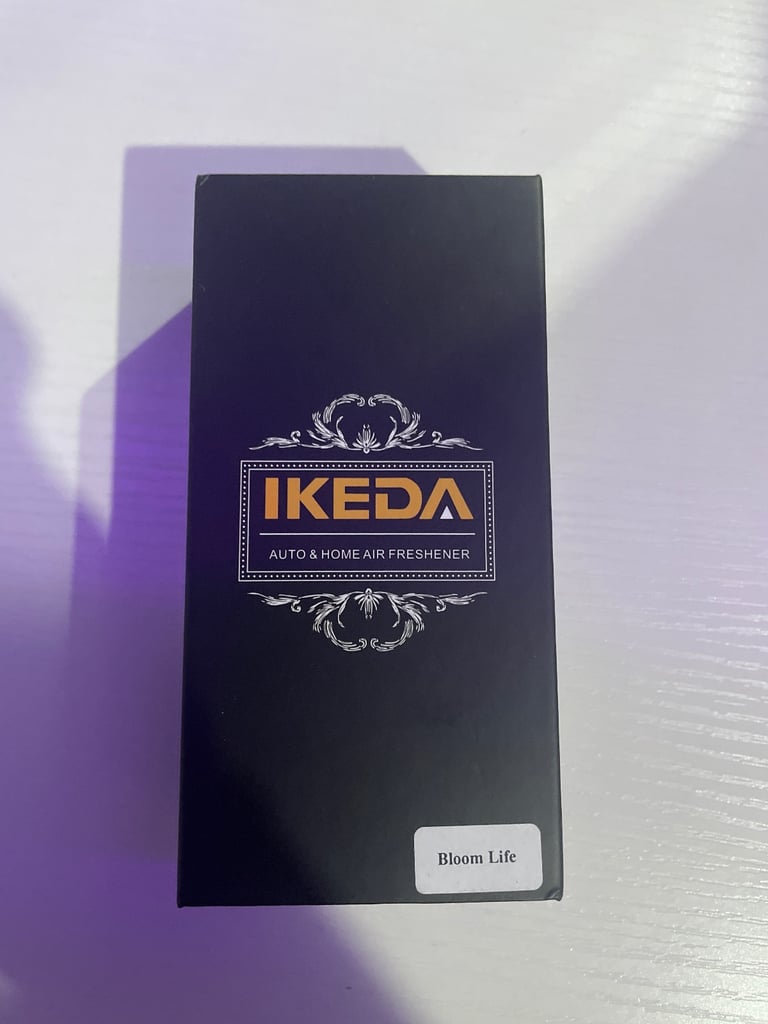 IKEDA
AUTO & HOME AIR FRESHENER
Bloom Life